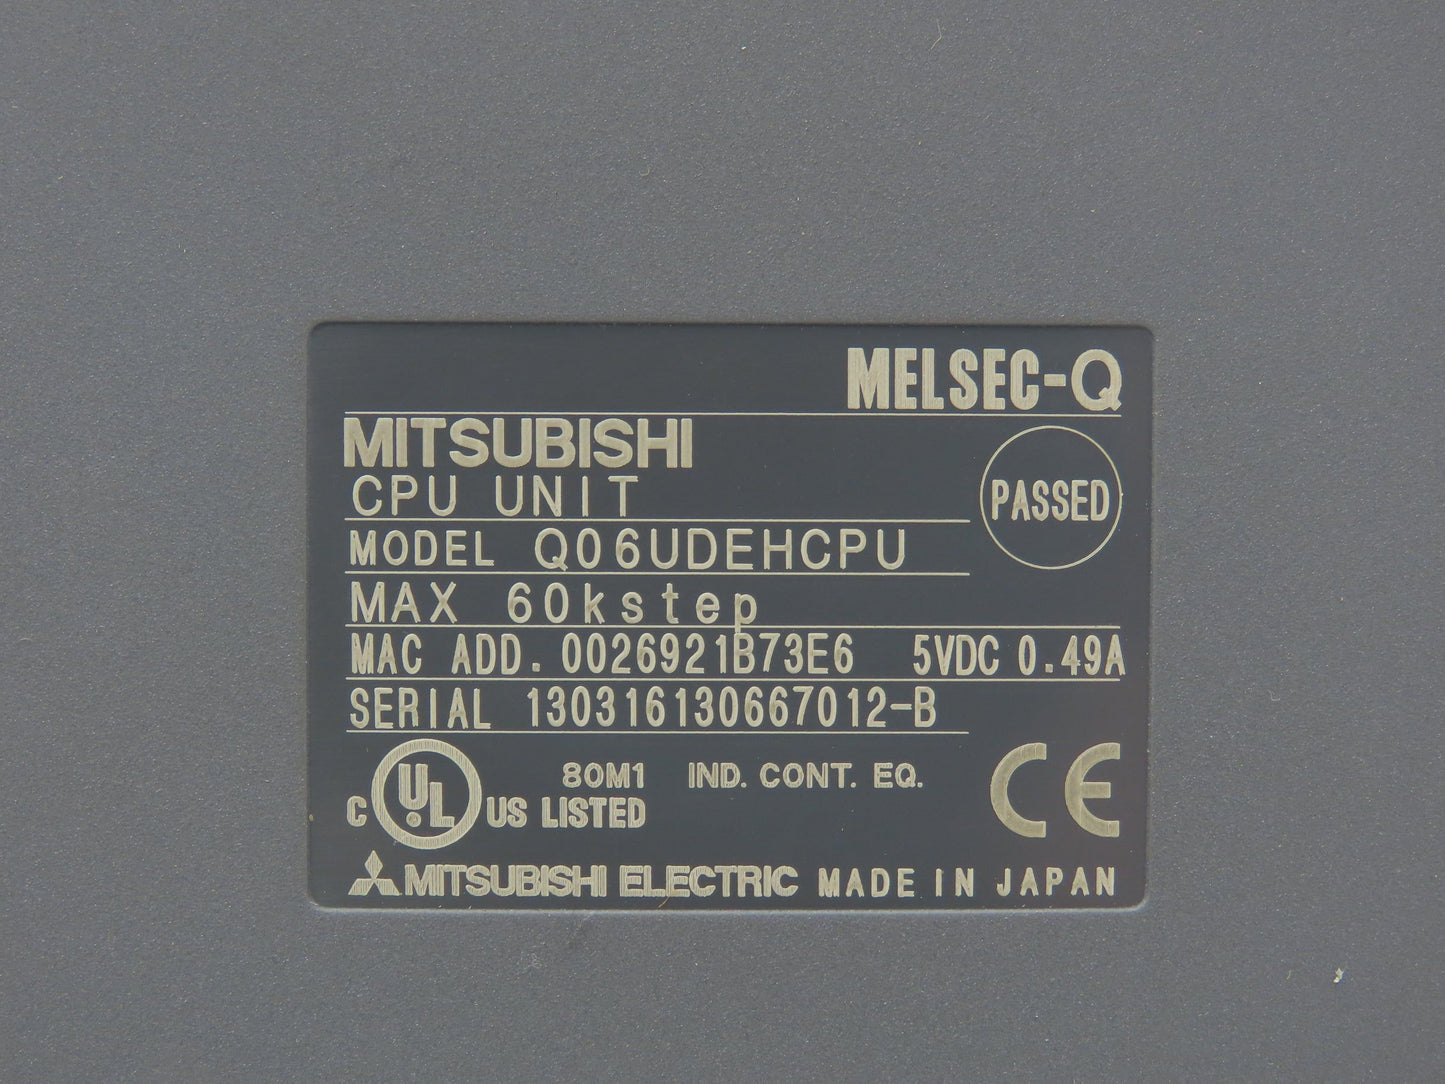 MELSEC-Q
MITSUBISHI
CPU UNIT
PASSED
MODEL Q06UDEHCPU
MAX 60kstep
MAC ADD. 0026921B73E6 5VDC 0.49A
SERIAL 130316130667012-B
C UL US LISTED
80M1 IND. CONT. EQ.
CE
MITSUBISHI ELECTRIC MADE IN JAPAN